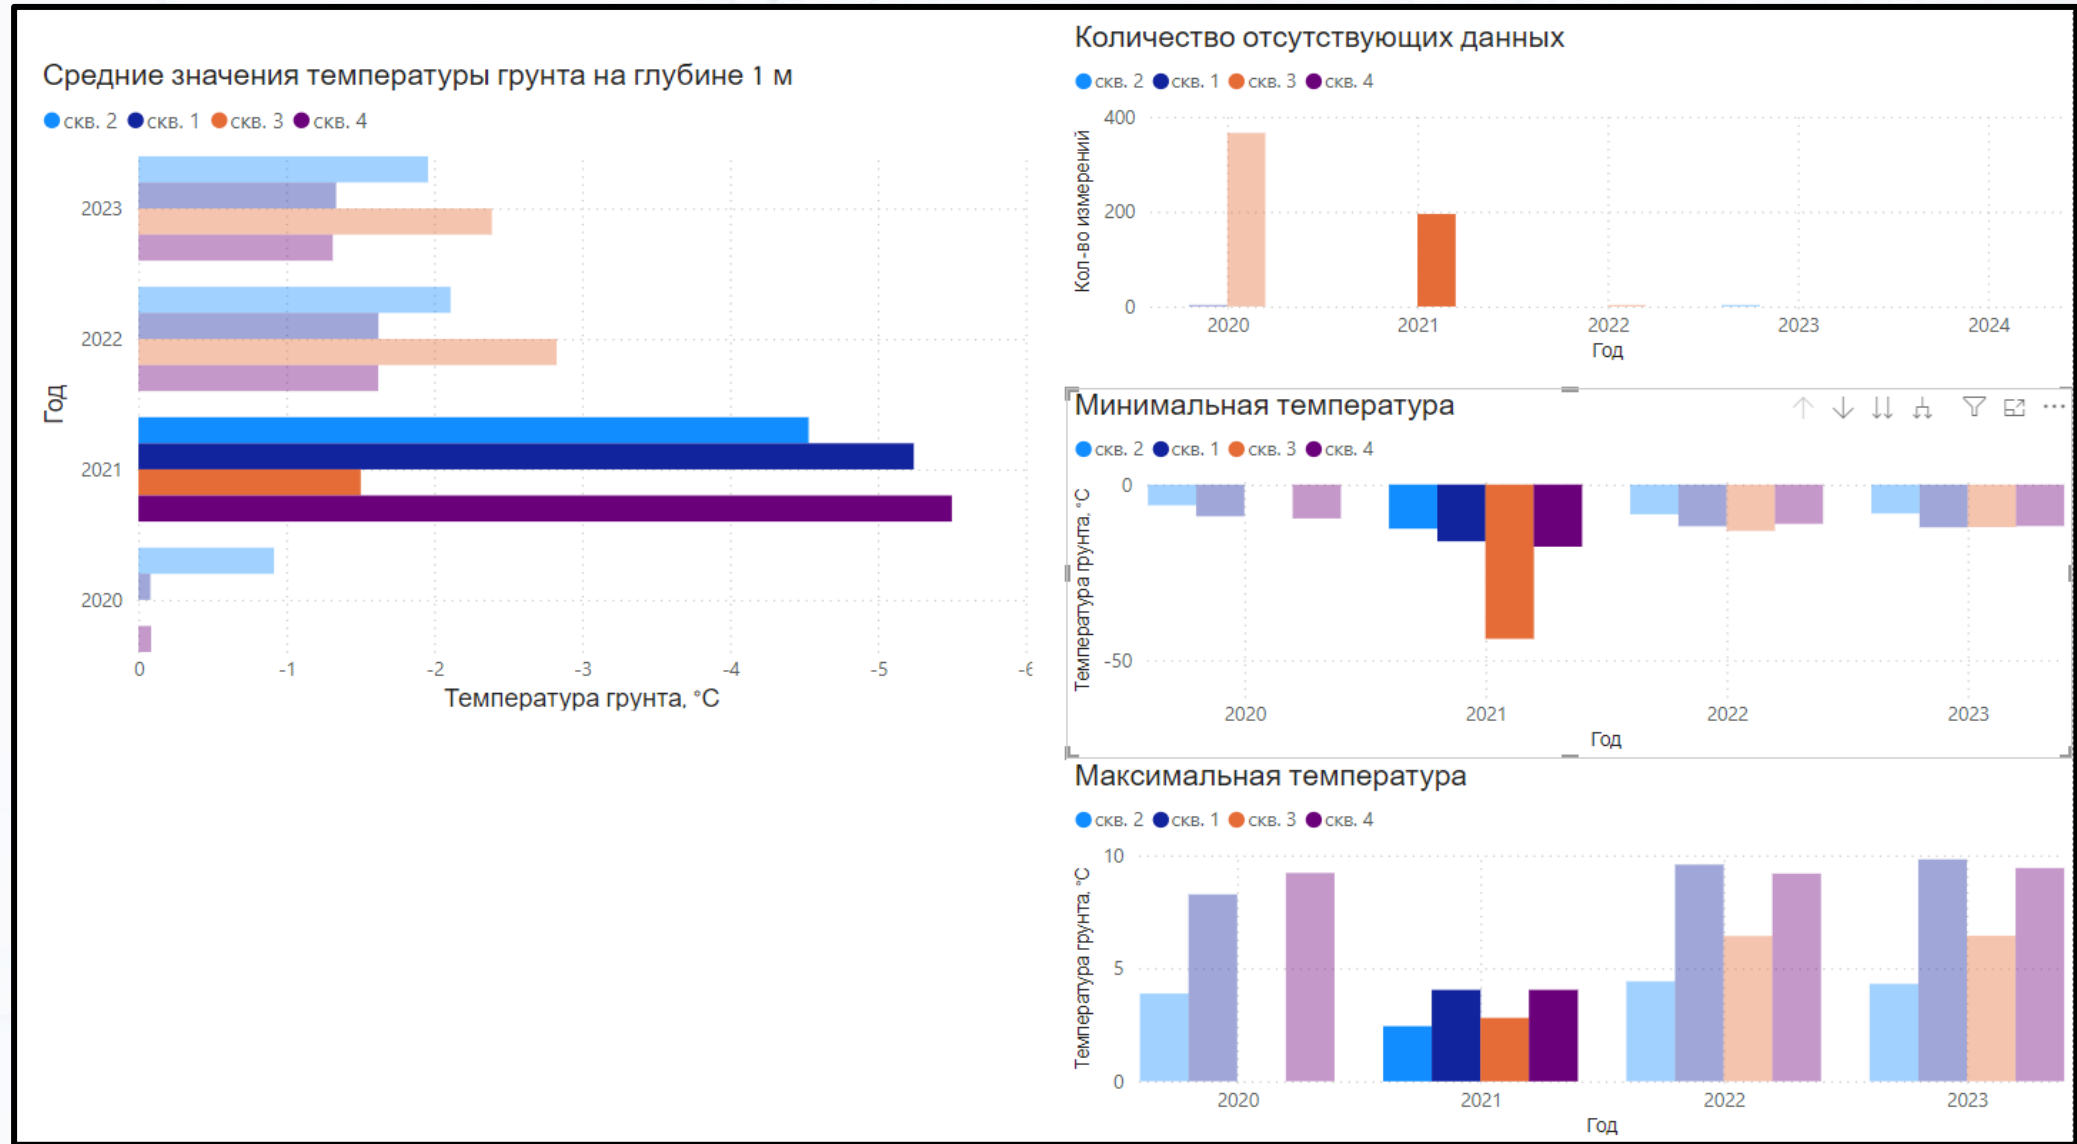 Средние значения температуры грунта на глубине 1 м
скв. 2 скв. 1 скв. 3 скв. 4
2023
2022
2021
2020
Год
0 -1 -2 -3 -4 -5 -6
Температура грунта, °C
Количество отсутствующих данных
скв. 2 скв. 1 скв. 3 скв. 4
400
200
0
Кол-во измерений
2020 2021 2022 2023 2024
Год
Минимальная температура
скв. 2 скв. 1 скв. 3 скв. 4
0
-50
Температура грунта, °C
2020 2021 2022 2023
Год
Максимальная температура
скв. 2 скв. 1 скв. 3 скв. 4
10
5
0
Температура грунта, °C
2020 2021 2022 2023
Год